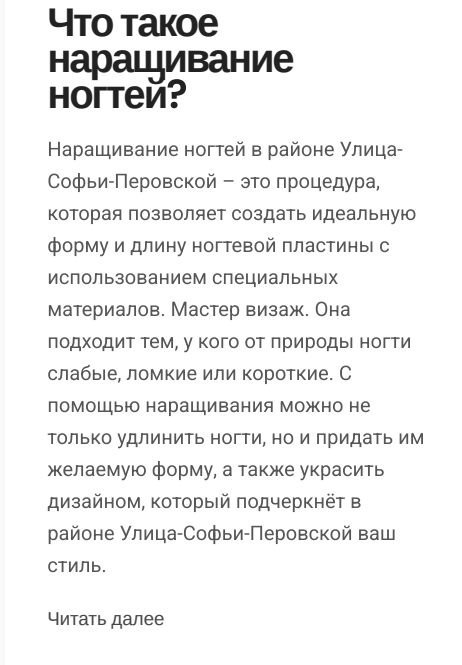 Что такое
наращивание
ногтей?
Наращивание ногтей в районе Улица-
Софьи-Перовской – это процедура,
которая позволяет создать идеальную
форму и длину ногтевой пластины с
использованием специальных
материалов. Мастер визаж. Она
подходит тем, у кого от природы ногти
слабые, ломкие или короткие. С
помощью наращивания можно не
только удлинить ногти, но и придать им
желаемую форму, а также украсить
дизайном, который подчеркнёт в
районе Улица-Софьи-Перовской ваш
стиль.
Читать далее